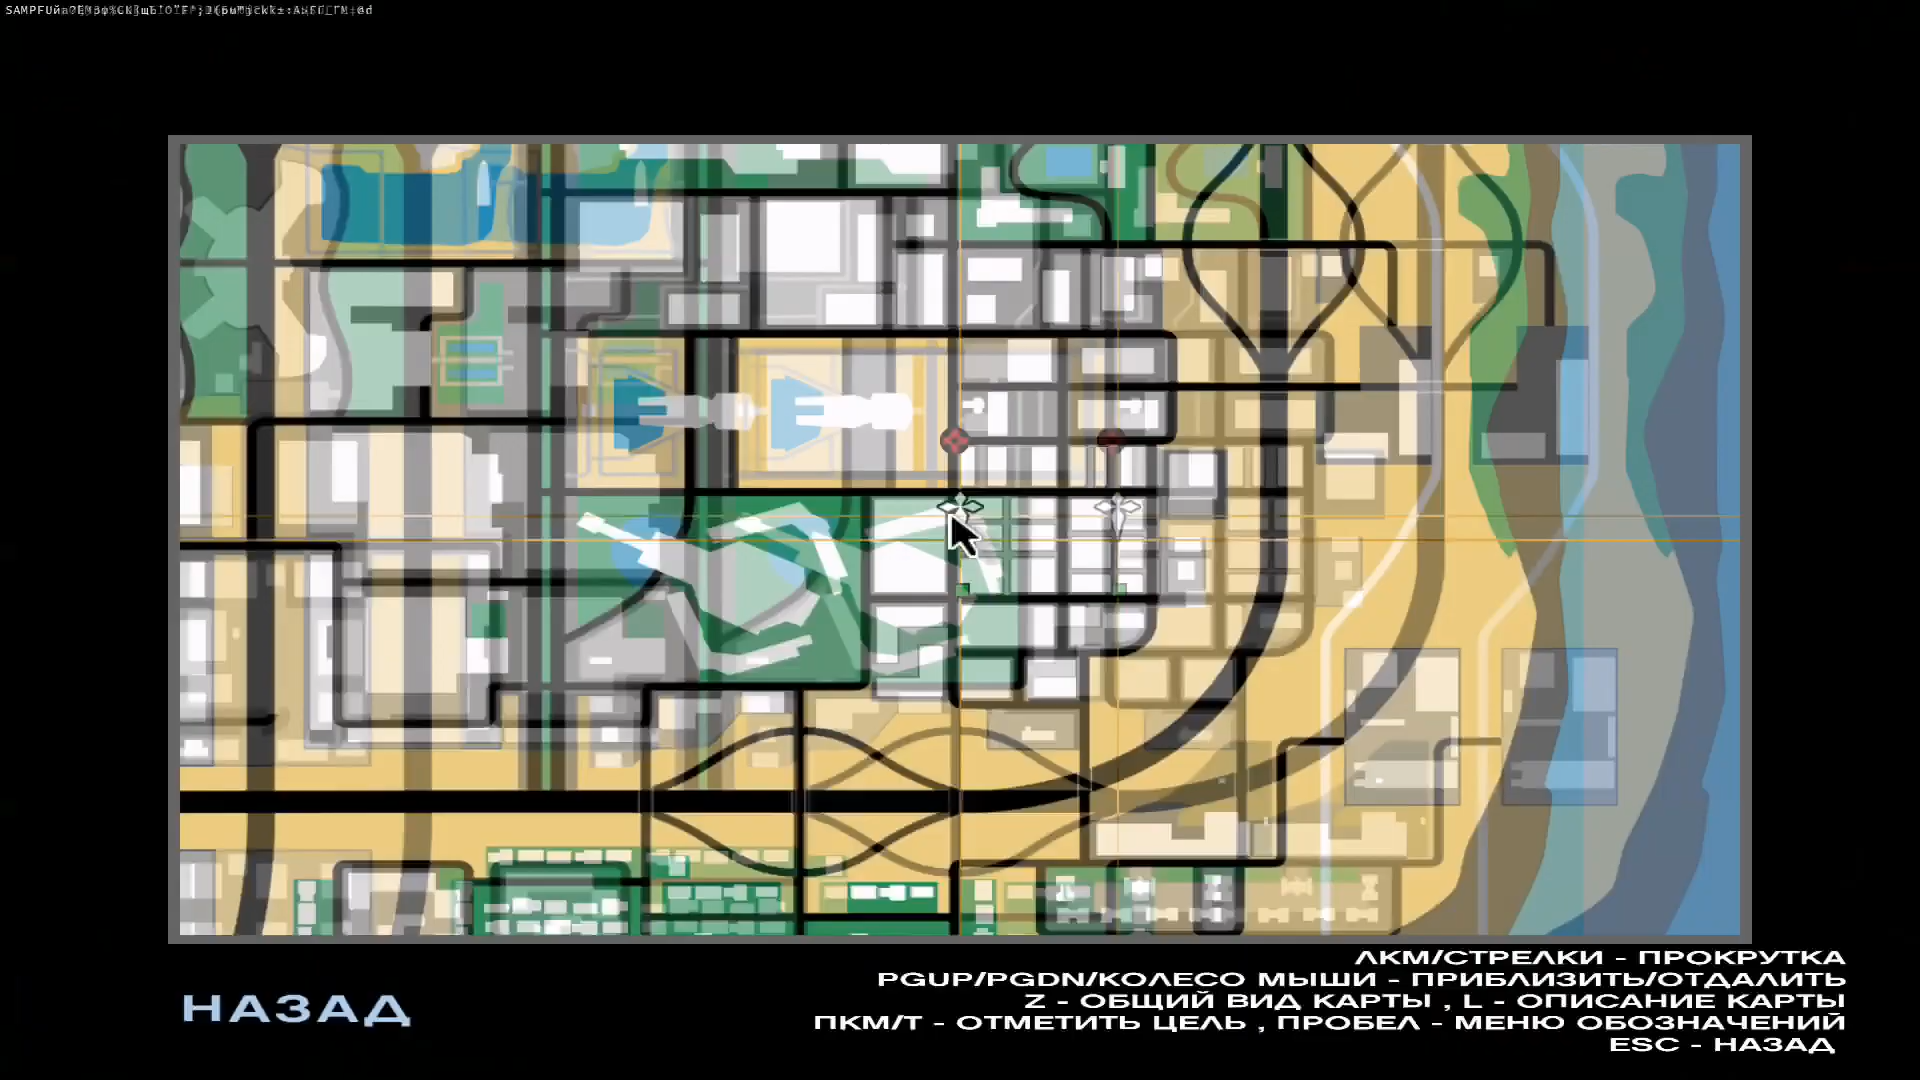 НАЗАД
ЛКМ/СТРЕЛКИ - ПРОКРУТКА
PGUP/PGDN/КОЛЕСО МЫШИ - ПРИБЛИЗИТЬ/ОТДАЛИТЬ
Z - ОБЩИЙ ВИД КАРТЫ , L - ОПИСАНИЕ КАРТЫ
ПКМ/T - ОТМЕТИТЬ ЦЕЛЬ , ПРОБЕЛ - МЕНЮ ОБОЗНАЧЕНИЙ
ESC - НАЗАД